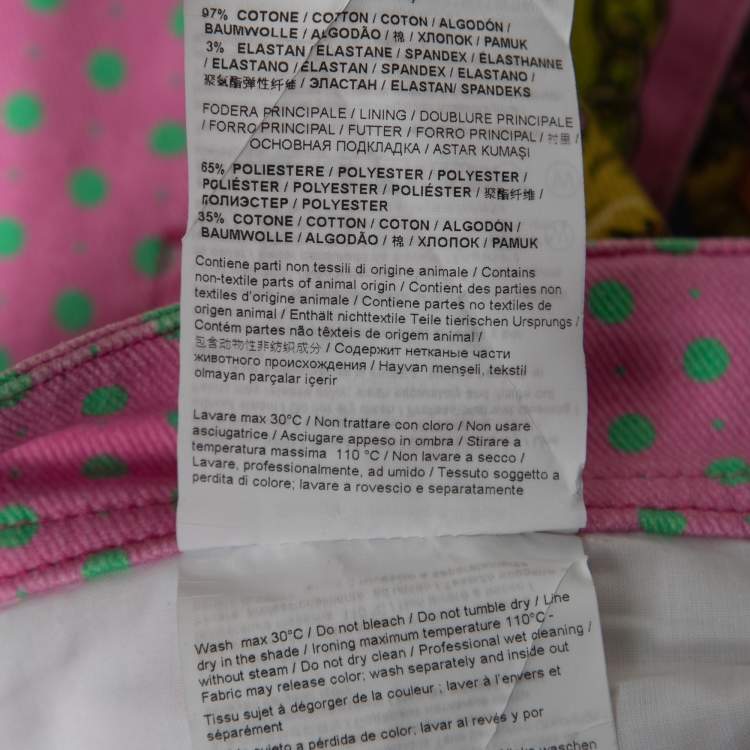 97% COTONE / COTTON / COTON / ALGODÓN /
BAUMWOLLE / ALGODÃO / 棉 / ХЛОПОК / PAMUK
3% ELASTAN / ELASTANE / SPANDEX / ÉLASTHANNE
/ ELASTANO / ELASTAN / SPANDEX / ELASTANO /
聚氨酯弹性纤维 / ЭЛАСТАН / ELASTAN/ SPANDEKS
FODERA PRINCIPALE / LINING / DOUBLURE PRINCIPALE
/ FORRO PRINCIPAL / FUTTER / FORRO PRINCIPAL / 衬里 /
ОСНОВНАЯ ПОДКЛАДКА / ASTAR KUMAŞI
65% POLIESTERE / POLYESTER / POLYESTER /
POLIÉSTER / POLYESTER / POLIÉSTER / 聚酯纤维 /
ПОЛИЭСТЕР / POLYESTER
35% COTONE / COTTON / COTON / ALGODÓN /
BAUMWOLLE / ALGODÃO / 棉 / ХЛОПОК / PAMUK
Contiene parti non tessili di origine animale / Contains
non-textile parts of animal origin / Contient des parties non
textiles d'origine animale / Contiene partes no textiles de
origen animal / Enthält nichttextile Teile tierischen Ursprungs /
Contém partes não têxteis de origem animal /
包含动物性非纺织成分 / Содержит нетканые части
животного происхождения / Hayvan menşeli, tekstil
olmayan parçalar içerir
Lavare max 30°C / Non trattare con cloro / Non usare
asciugatrice / Asciugare appeso in ombra / Stirare a
temperatura massima 110 °C / Non lavare a secco /
Lavare, professionalmente, ad umido / Tessuto soggetto a
perdita di colore; lavare a rovescio e separatamente
Wash max 30°C / Do not bleach / Do not tumble dry / Line
dry in the shade / Ironing maximum temperature 110°C -
without steam / Do not dry clean / Professional wet cleaning /
Fabric may release color; wash separately and inside out
Tissu sujet à dégorger de la couleur ; laver à l'envers et
séparément
sujeto a pérdida de color; lavar al revés y por
waschen